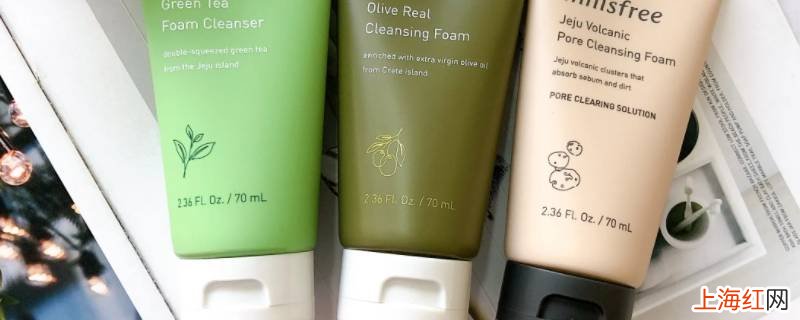 Green Tea
Foam Cleanser
double-squeezed green tea
from the Jeju island
2.36 Fl. Oz. / 70 mL
Olive Real
Cleansing Foam
enriched with extra virgin olive oil
from Crete island
2.36 Fl. Oz. / 70 mL
innisfree
Jeju Volcanic
Pore Cleansing Foam
Jeju volcanic clusters that
absorb sebum and dirt
PORE CLEARING SOLUTION
2.36 Fl. Oz. / 70 mL
上海红网